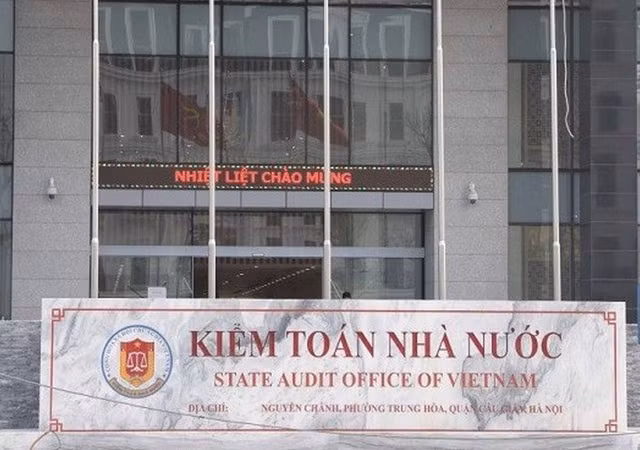 NHIỆT LIỆT CHÀO MỪNG
KIỂM TOÁN NHÀ NƯỚC
STATE AUDIT OFFICE OF VIETNAM
ĐỊA CHỈ: NGUYỄN CHÁNH, PHƯỜNG TRUNG HÒA, QUẬN CẦU GIẤY, HÀ NỘI